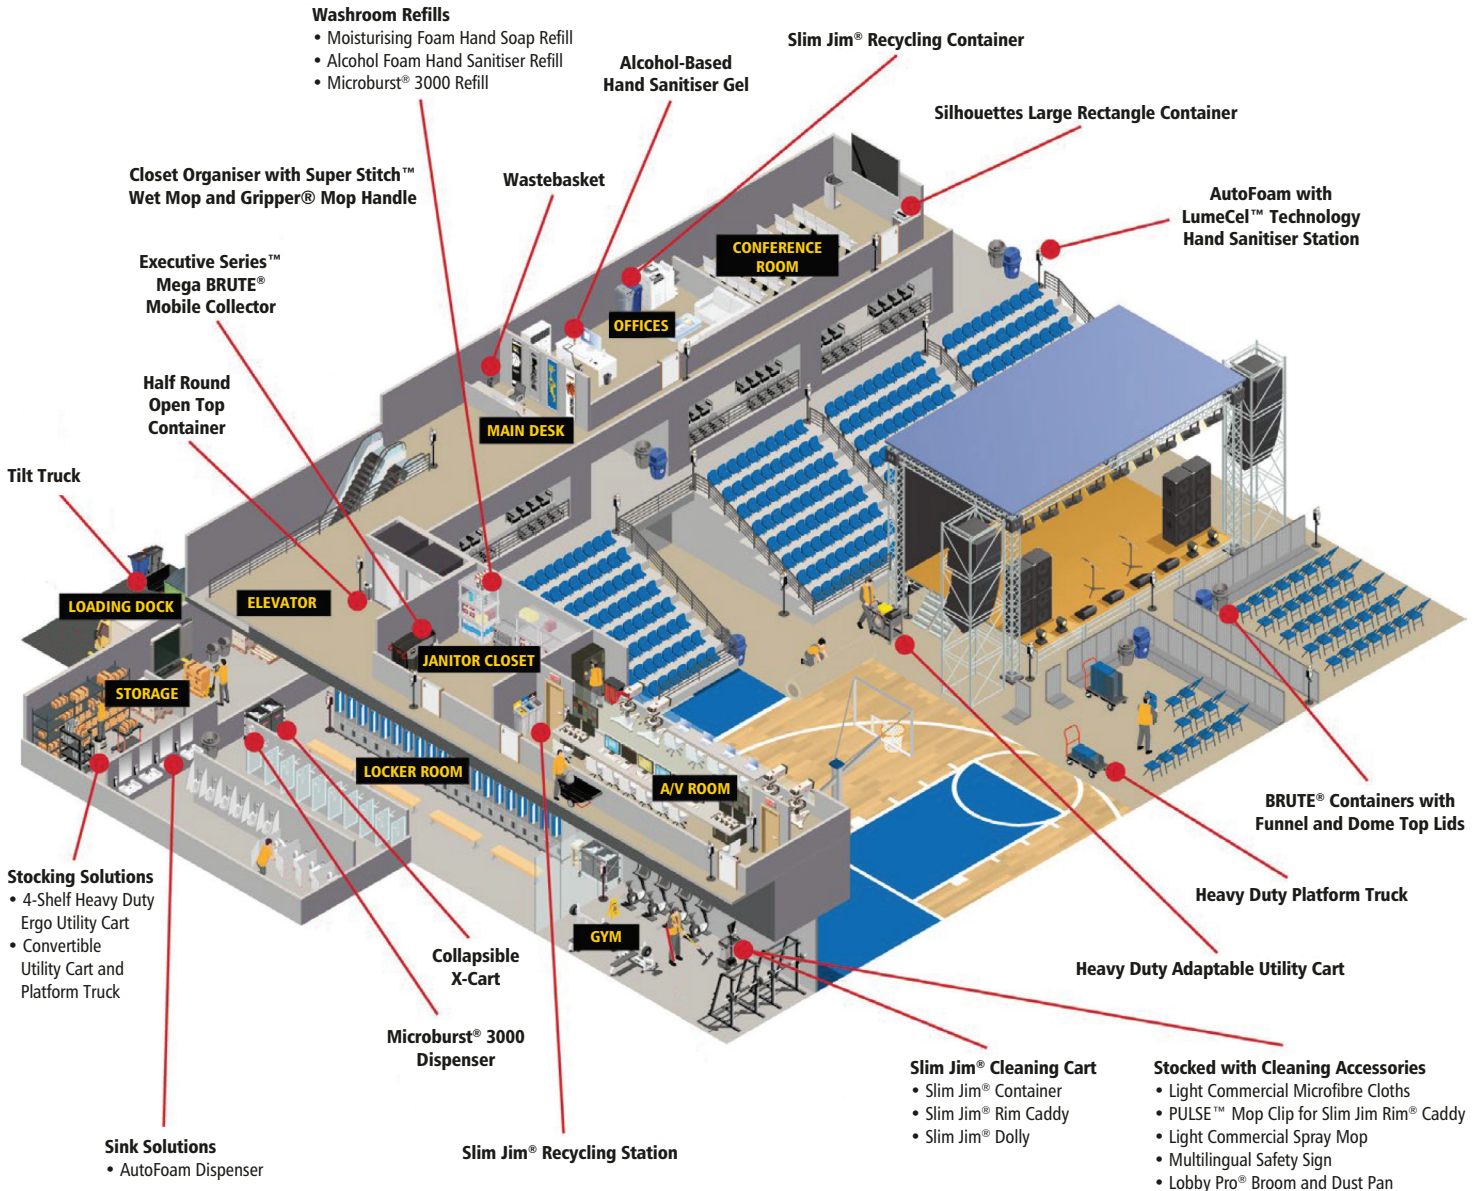 Washroom Refills
• Moisturising Foam Hand Soap Refill
• Alcohol Foam Hand Sanitiser Refill
• Microburst® 3000 Refill
Alcohol-Based
Hand Sanitiser Gel
Slim Jim® Recycling Container
Silhouettes Large Rectangle Container
Closet Organiser with Super Stitch™
Wet Mop and Gripper® Mop Handle
Wastebasket
AutoFoam with
LumeCel™ Technology
Hand Sanitiser Station
Executive Series™
Mega BRUTE®
Mobile Collector
CONFERENCE
ROOM
OFFICES
Half Round
Open Top
Container
MAIN DESK
Tilt Truck
LOADING DOCK
ELEVATOR
JANITOR CLOSET
STORAGE
LOCKER ROOM
A/V ROOM
BRUTE® Containers with
Funnel and Dome Top Lids
Stocking Solutions
• 4-Shelf Heavy Duty
Ergo Utility Cart
• Convertible
Utility Cart and
Platform Truck
Heavy Duty Platform Truck
GYM
Collapsible
X-Cart
Heavy Duty Adaptable Utility Cart
Microburst® 3000
Dispenser
Slim Jim® Cleaning Cart
• Slim Jim® Container
• Slim Jim® Rim Caddy
• Slim Jim® Dolly
Stocked with Cleaning Accessories
• Light Commercial Microfibre Cloths
• PULSE™ Mop Clip for Slim Jim Rim® Caddy
• Light Commercial Spray Mop
• Multilingual Safety Sign
• Lobby Pro® Broom and Dust Pan
Sink Solutions
• AutoFoam Dispenser
Slim Jim® Recycling Station